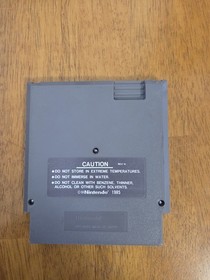 CAUTION
●DO NOT STORE IN EXTREME TEMPERATURES.
●DO NOT IMMERSE IN WATER.
●DO NOT CLEAN WITH BENZENE, THINNER,
ALCOHOL OR OTHER SUCH SOLVENTS.
©Nintendo 1985